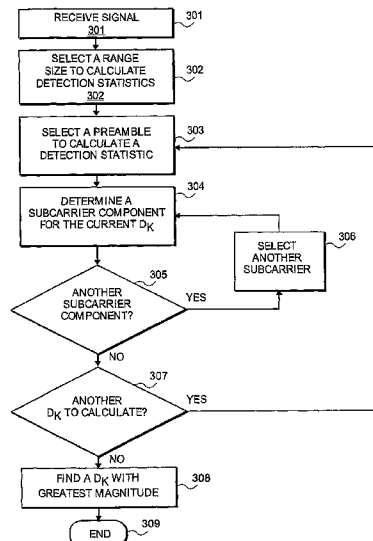 RECEIVE SIGNAL
301
301
SELECT A RANGE
SIZE TO CALCULATE
DETECTION STATISTICS
302
302
SELECT A PREAMBLE
TO CALCULATE A
DETECTION STATISTIC
303
304
DETERMINE A
SUBCARRIER COMPONENT
FOR THE CURRENT DK
306
SELECT
ANOTHER
SUBCARRIER
305
ANOTHER
SUBCARRIER
COMPONENT?
YES
NO
307
ANOTHER
DK TO CALCULATE?
YES
NO
FIND A DK WITH
GREATEST MAGNITUDE
308
END
309